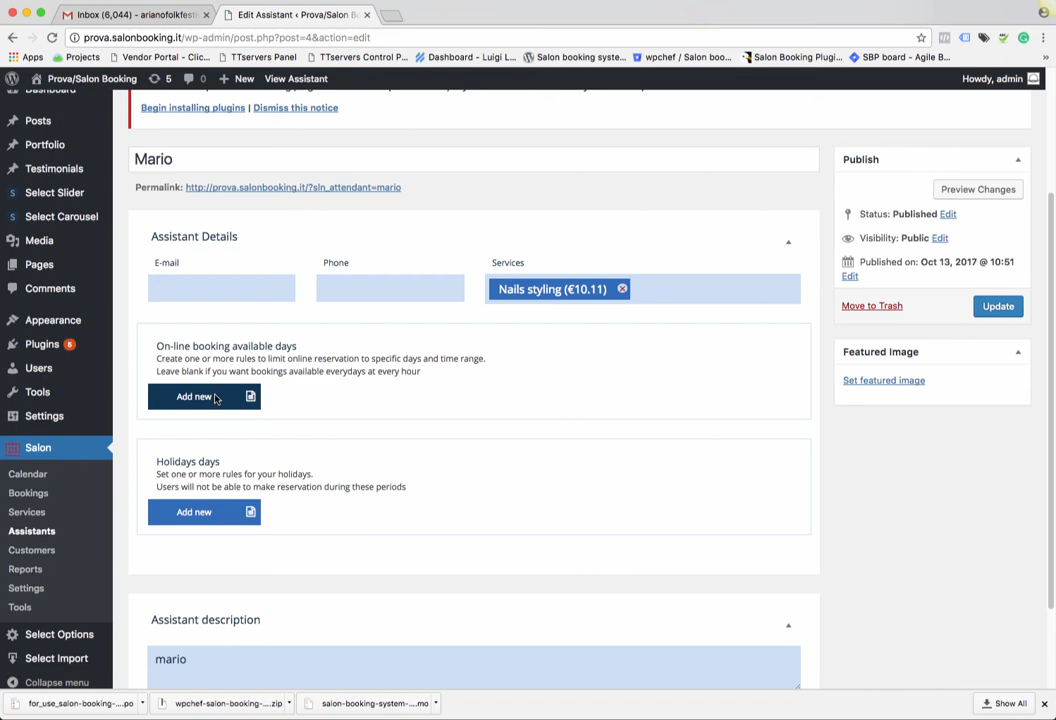 Inbox (6,044) - arianofolkfesti
Edit Assistant ‹ Prova/Salon Bo
prova.salonbooking.it/wp-admin/post.php?post=4&action=edit
Apps
Projects
Vendor Portal - Clic...
TTservers Panel
TTservers Control P...
Dashboard - Luigi L...
Salon booking syste...
wpchef / Salon boo...
Salon Booking Plugi...
SBP board - Agile B...
»
Prova/Salon Booking
5
0
New
View Assistant
Howdy, admin
Dashboard
Posts
Portfolio
Testimonials
Select Slider
Select Carousel
Media
Pages
Comments
Appearance
Plugins 5
Users
Tools
Settings
Salon
Calendar
Bookings
Services
Assistants
Customers
Reports
Settings
Tools
Select Options
Select Import
Collapse menu
Begin installing plugins | Dismiss this notice
Mario
Permalink: http://prova.salonbooking.it/?sln_attendant=mario
Assistant Details
E-mail
Phone
Services
Nails styling (€10.11)
On-line booking available days
Create one or more rules to limit online reservation to specific days and time range.
Leave blank if you want bookings available everydays at every hour
Add new
Holidays days
Set one or more rules for your holidays.
Users will not be able to make reservation during these periods
Add new
Assistant description
mario
Publish
Preview Changes
Status: Published Edit
Visibility: Public Edit
Published on: Oct 13, 2017 @ 10:51
Edit
Move to Trash
Update
Featured Image
Set featured image
for_use_salon-booking-....po
wpchef-salon-booking-....zip
salon-booking-system-....mo
Show All